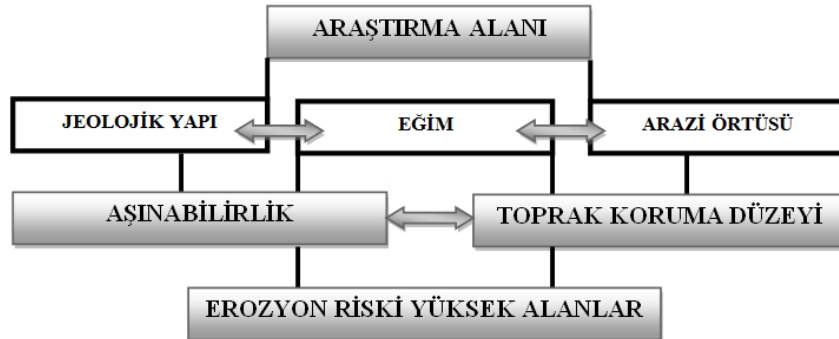 ARAŞTIRMA ALANI
JEOLOJİK YAPI
EĞİM
ARAZİ ÖRTÜSÜ
AŞINABİLİRLİK
TOPRAK KORUMA DÜZEYİ
EROZYON RİSKİ YÜKSEK ALANLAR